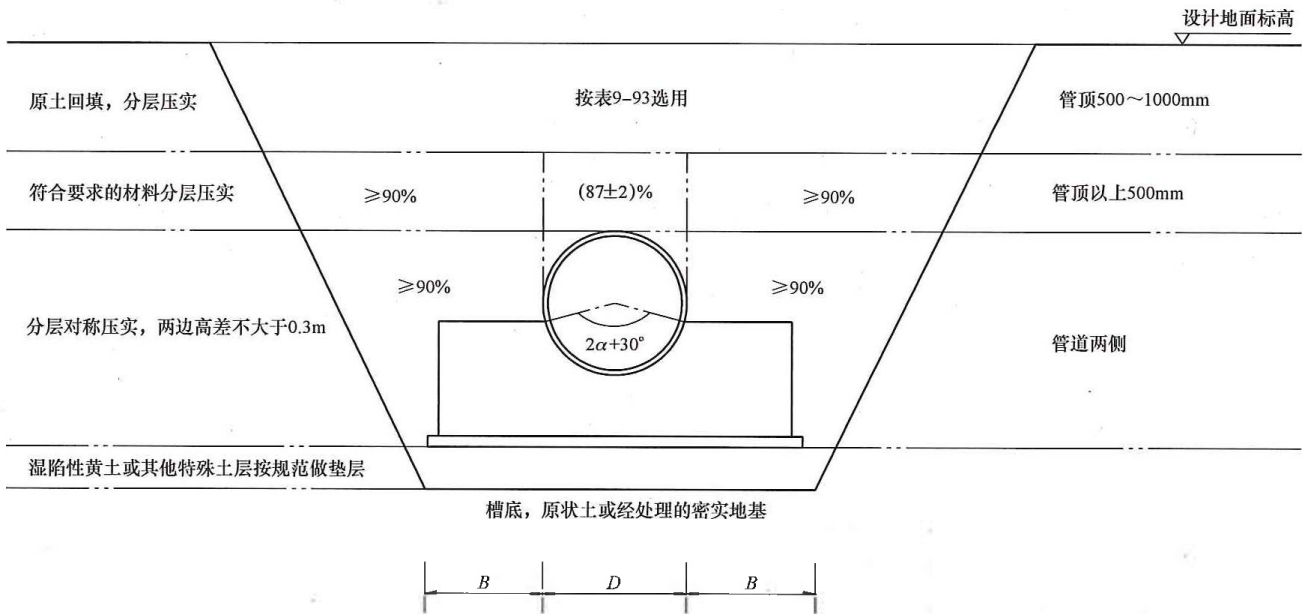 设计地面标高
原土回填，分层压实
按表9-93选用
管顶500～1000mm
符合要求的材料分层压实
≥90%
(87±2)%
≥90%
管顶以上500mm
≥90%
≥90%
分层对称压实，两边高差不大于0.3m
2α+30°
管道两侧
湿陷性黄土或其他特殊土层按规范做垫层
槽底，原状土或经处理的密实地基
B
D
B